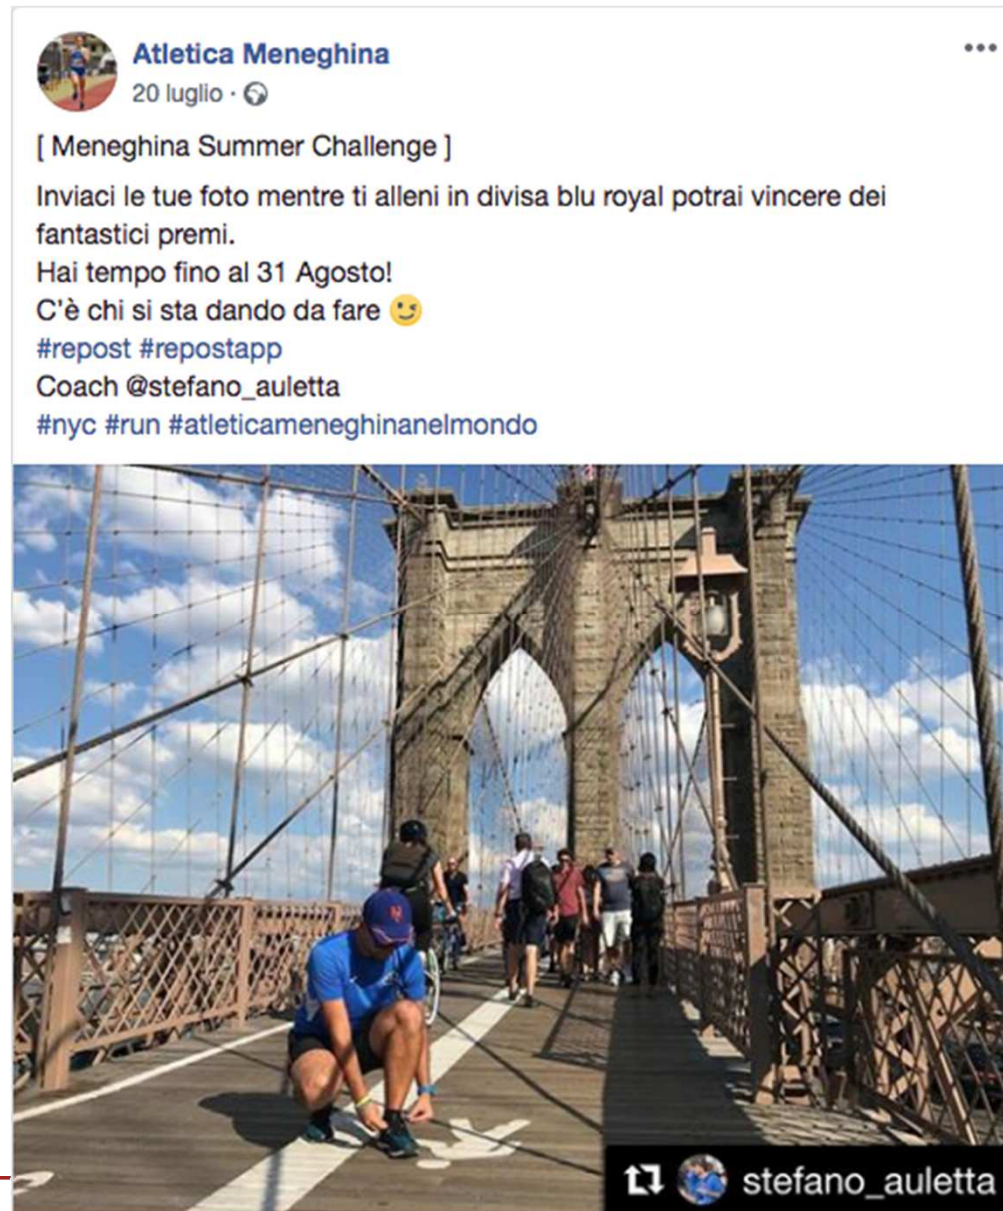 Atletica Meneghina
20 luglio ·
[ Meneghina Summer Challenge ]
Inviaci le tue foto mentre ti alleni in divisa blu royal potrai vincere dei
fantastici premi.
Hai tempo fino al 31 Agosto!
C'è chi si sta dando da fare 😉
#repost #repostapp
Coach @stefano_auletta
#nyc #run #atleticameneghinanelmondo
stefano_auletta